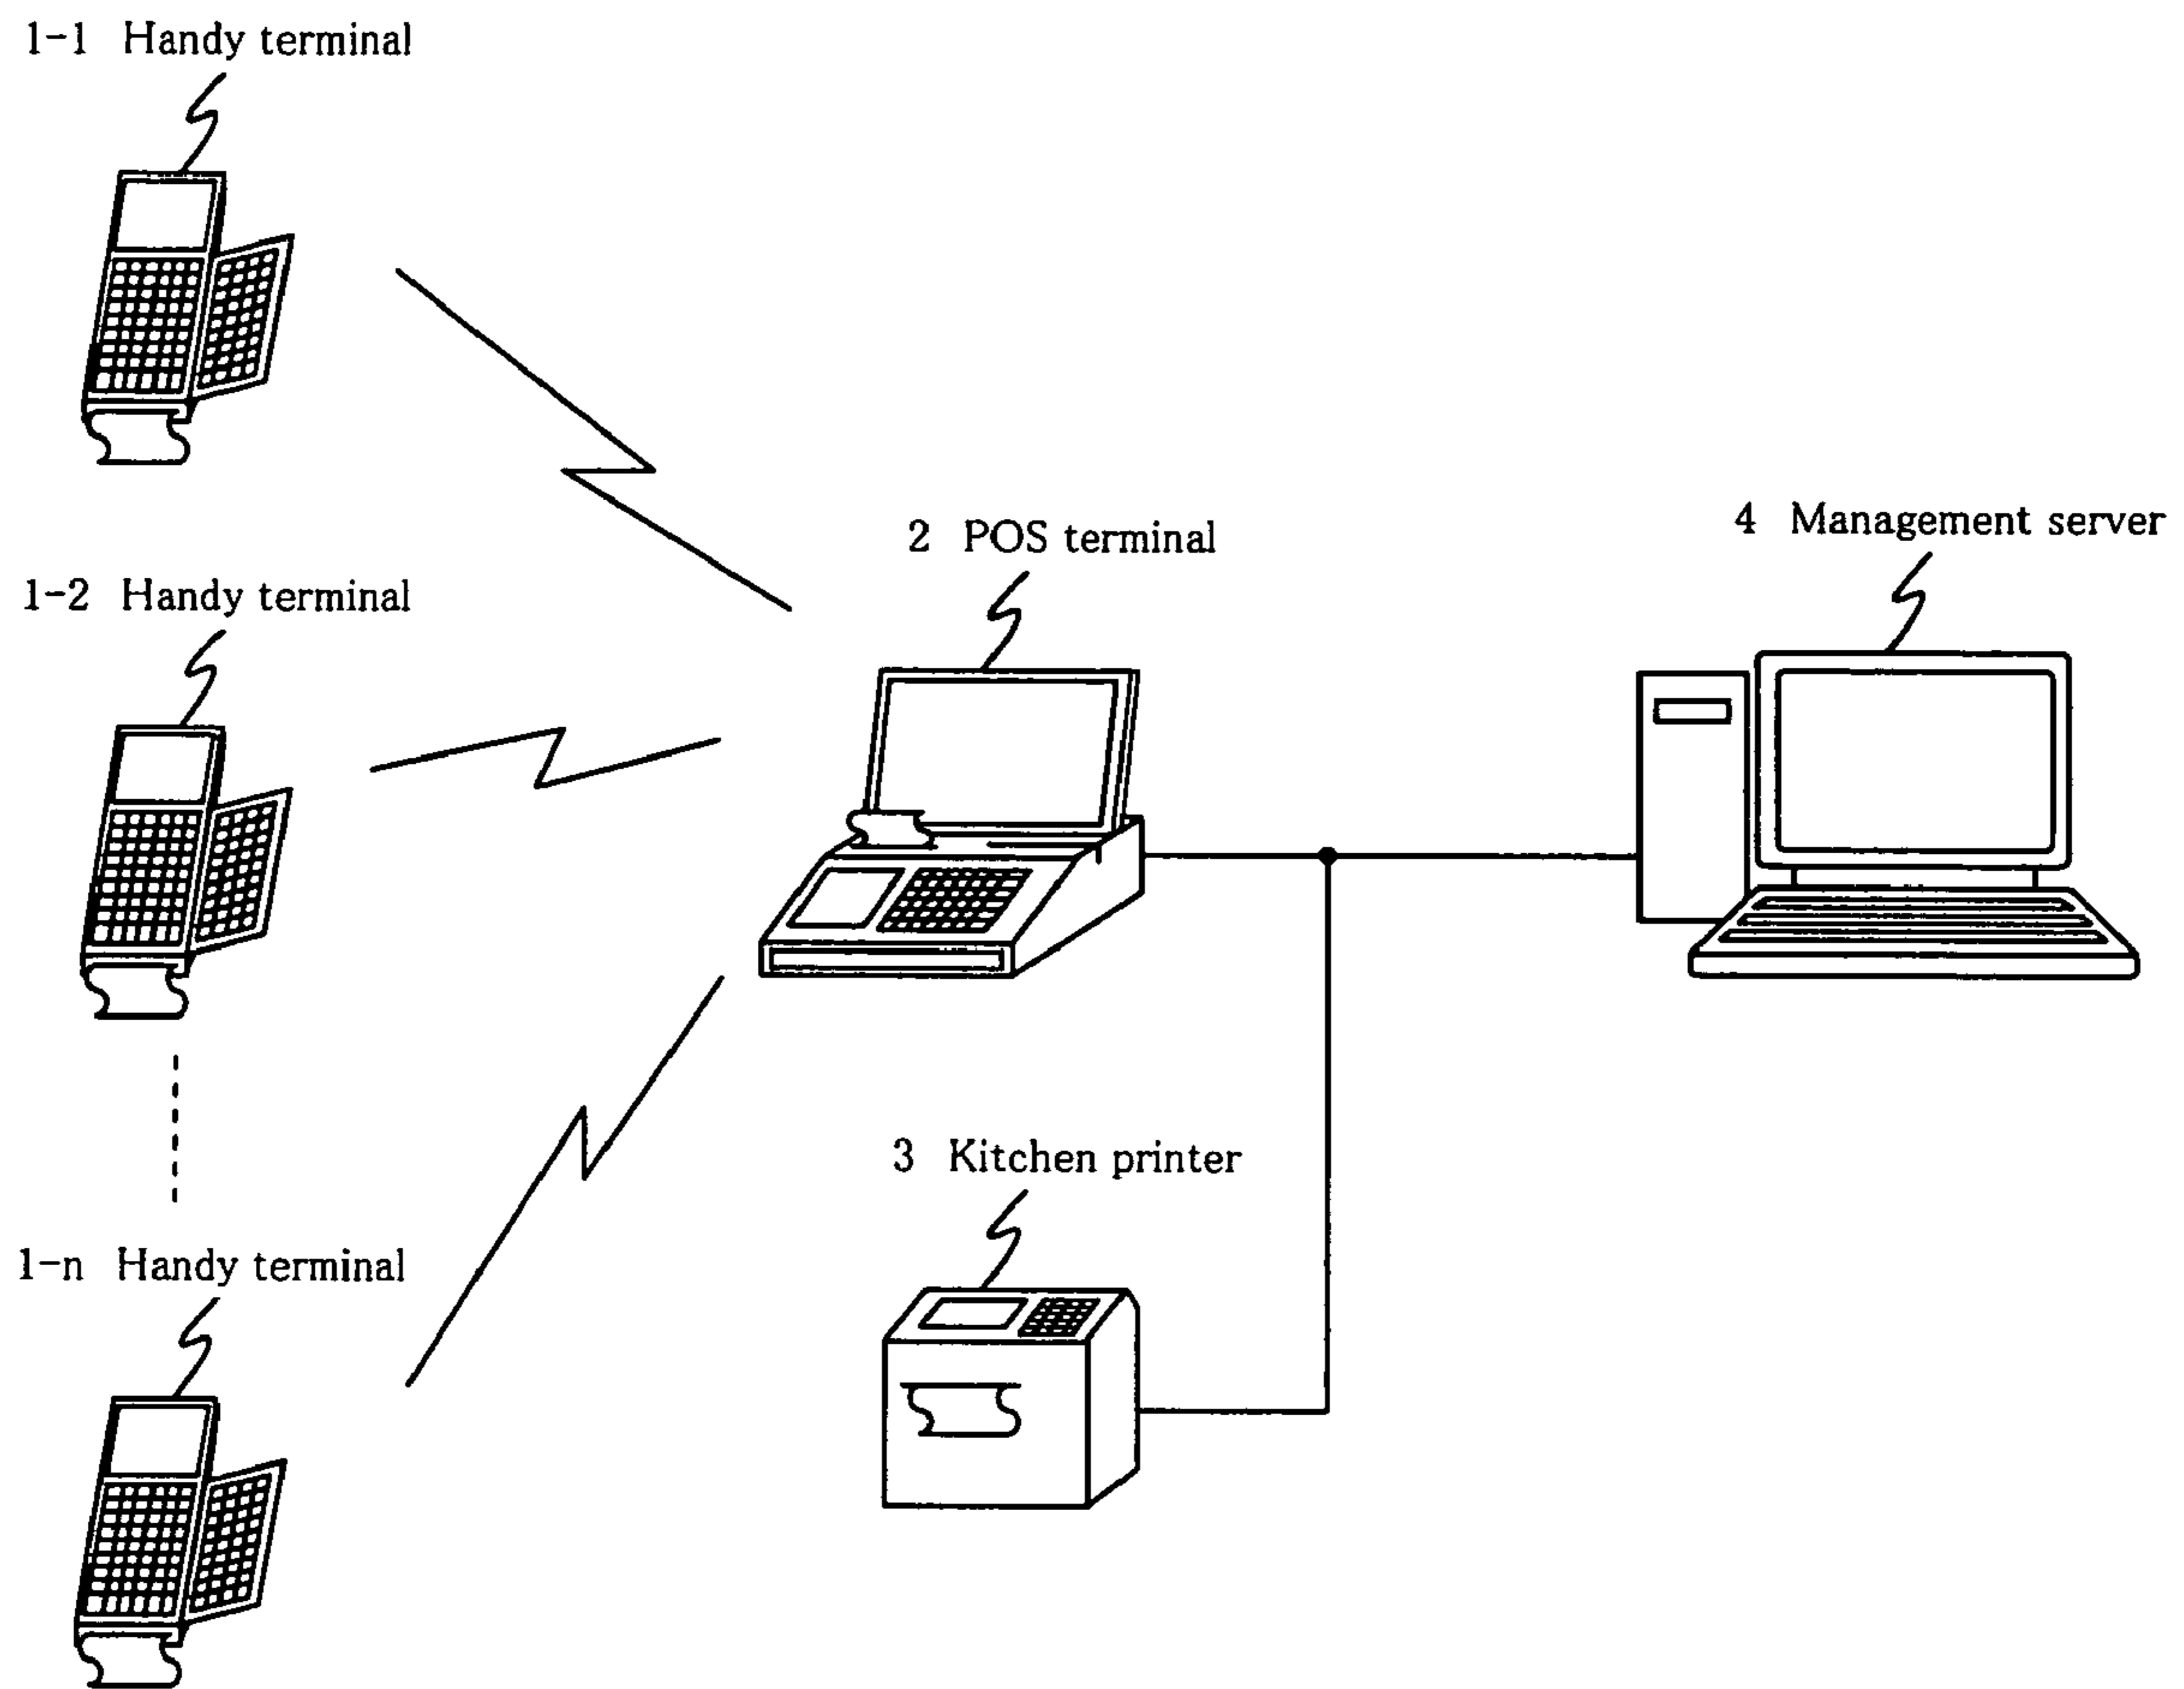 1-1 Handy terminal
2 POS terminal
4 Management server
1-2 Handy terminal
3 Kitchen printer
1-n Handy terminal